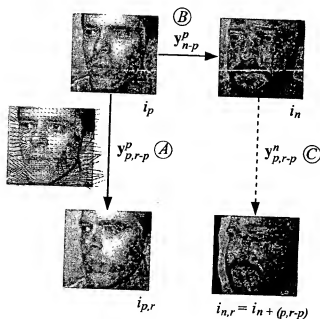 B
y^p_{n-p}
i_p
i_n
y^p_{p,r-p} A
y^n_{p,r-p} C
i_{p,r}
i_{n,r} = i_{n + (p,r-p)}